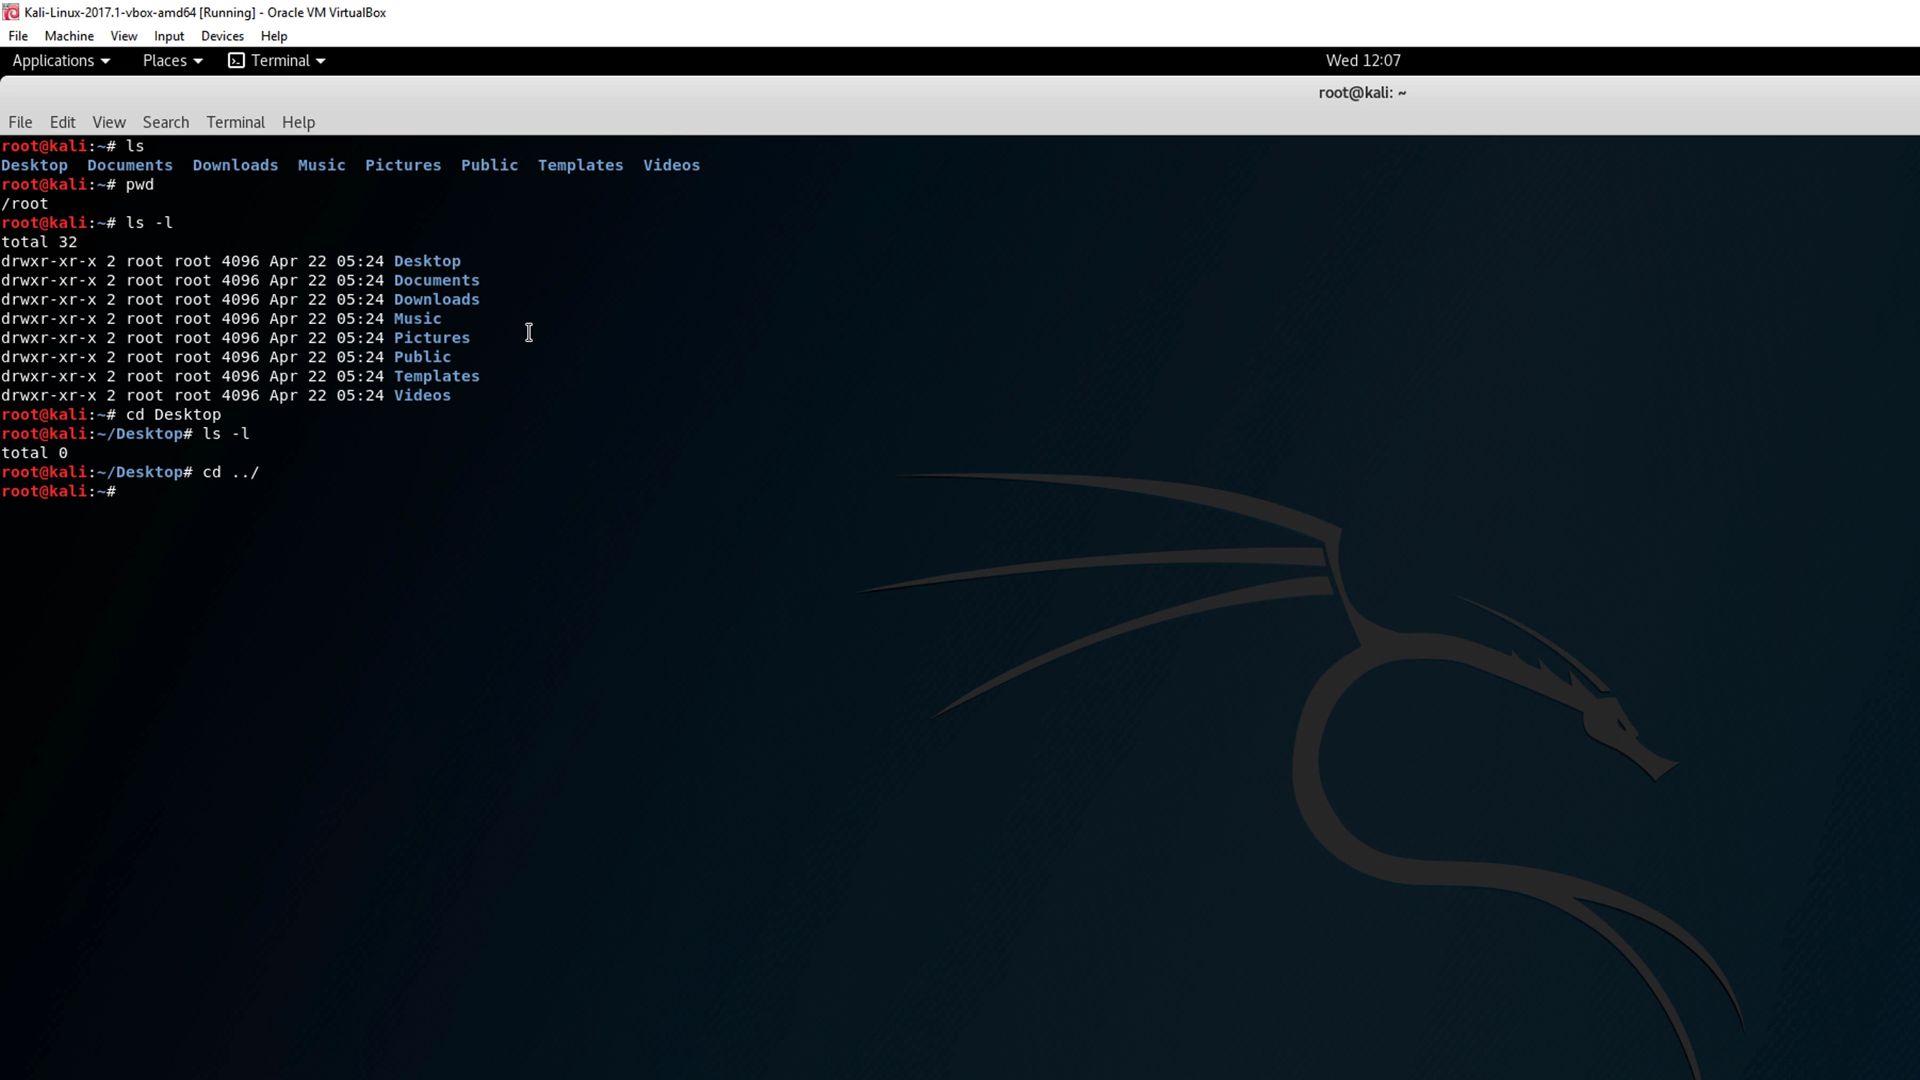 Kali-Linux-2017.1-vbox-amd64 [Running] - Oracle VM VirtualBox
File Machine View Input Devices Help
Applications Places Terminal Wed 12:07
root@kali: ~
File Edit View Search Terminal Help
root@kali:~# ls
Desktop Documents Downloads Music Pictures Public Templates Videos
root@kali:~# pwd
/root
root@kali:~# ls -l
total 32
drwxr-xr-x 2 root root 4096 Apr 22 05:24 Desktop
drwxr-xr-x 2 root root 4096 Apr 22 05:24 Documents
drwxr-xr-x 2 root root 4096 Apr 22 05:24 Downloads
drwxr-xr-x 2 root root 4096 Apr 22 05:24 Music
drwxr-xr-x 2 root root 4096 Apr 22 05:24 Pictures
drwxr-xr-x 2 root root 4096 Apr 22 05:24 Public
drwxr-xr-x 2 root root 4096 Apr 22 05:24 Templates
drwxr-xr-x 2 root root 4096 Apr 22 05:24 Videos
root@kali:~# cd Desktop
root@kali:~/Desktop# ls -l
total 0
root@kali:~/Desktop# cd ../
root@kali:~#